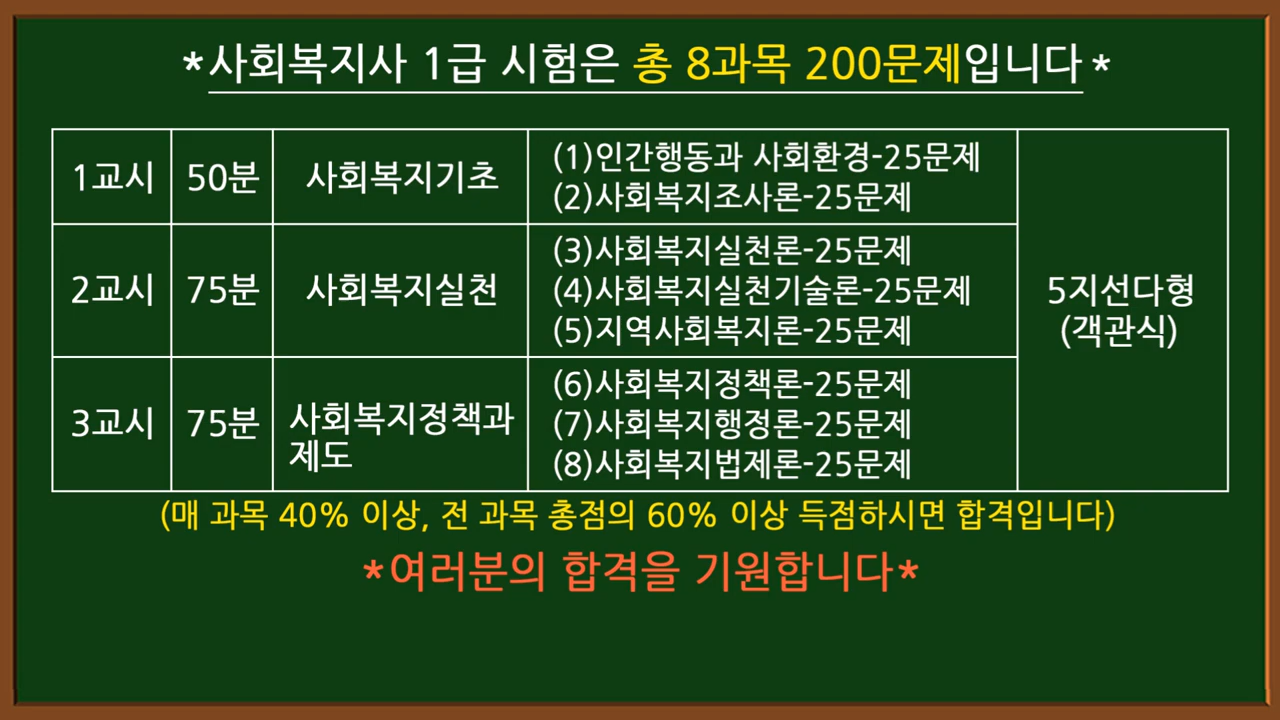 *사회복지사 1급 시험은 총 8과목 200문제입니다*
1교시
50분
사회복지기초
(1)인간행동과 사회환경-25문제
(2)사회복지조사론-25문제
2교시
75분
사회복지실천
(3)사회복지실천론-25문제
(4)사회복지실천기술론-25문제
(5)지역사회복지론-25문제
5지선다형
(객관식)
3교시
75분
사회복지정책과
제도
(6)사회복지정책론-25문제
(7)사회복지행정론-25문제
(8)사회복지법제론-25문제
(매 과목 40% 이상, 전 과목 총점의 60% 이상 득점하시면 합격입니다)
*여러분의 합격을 기원합니다*